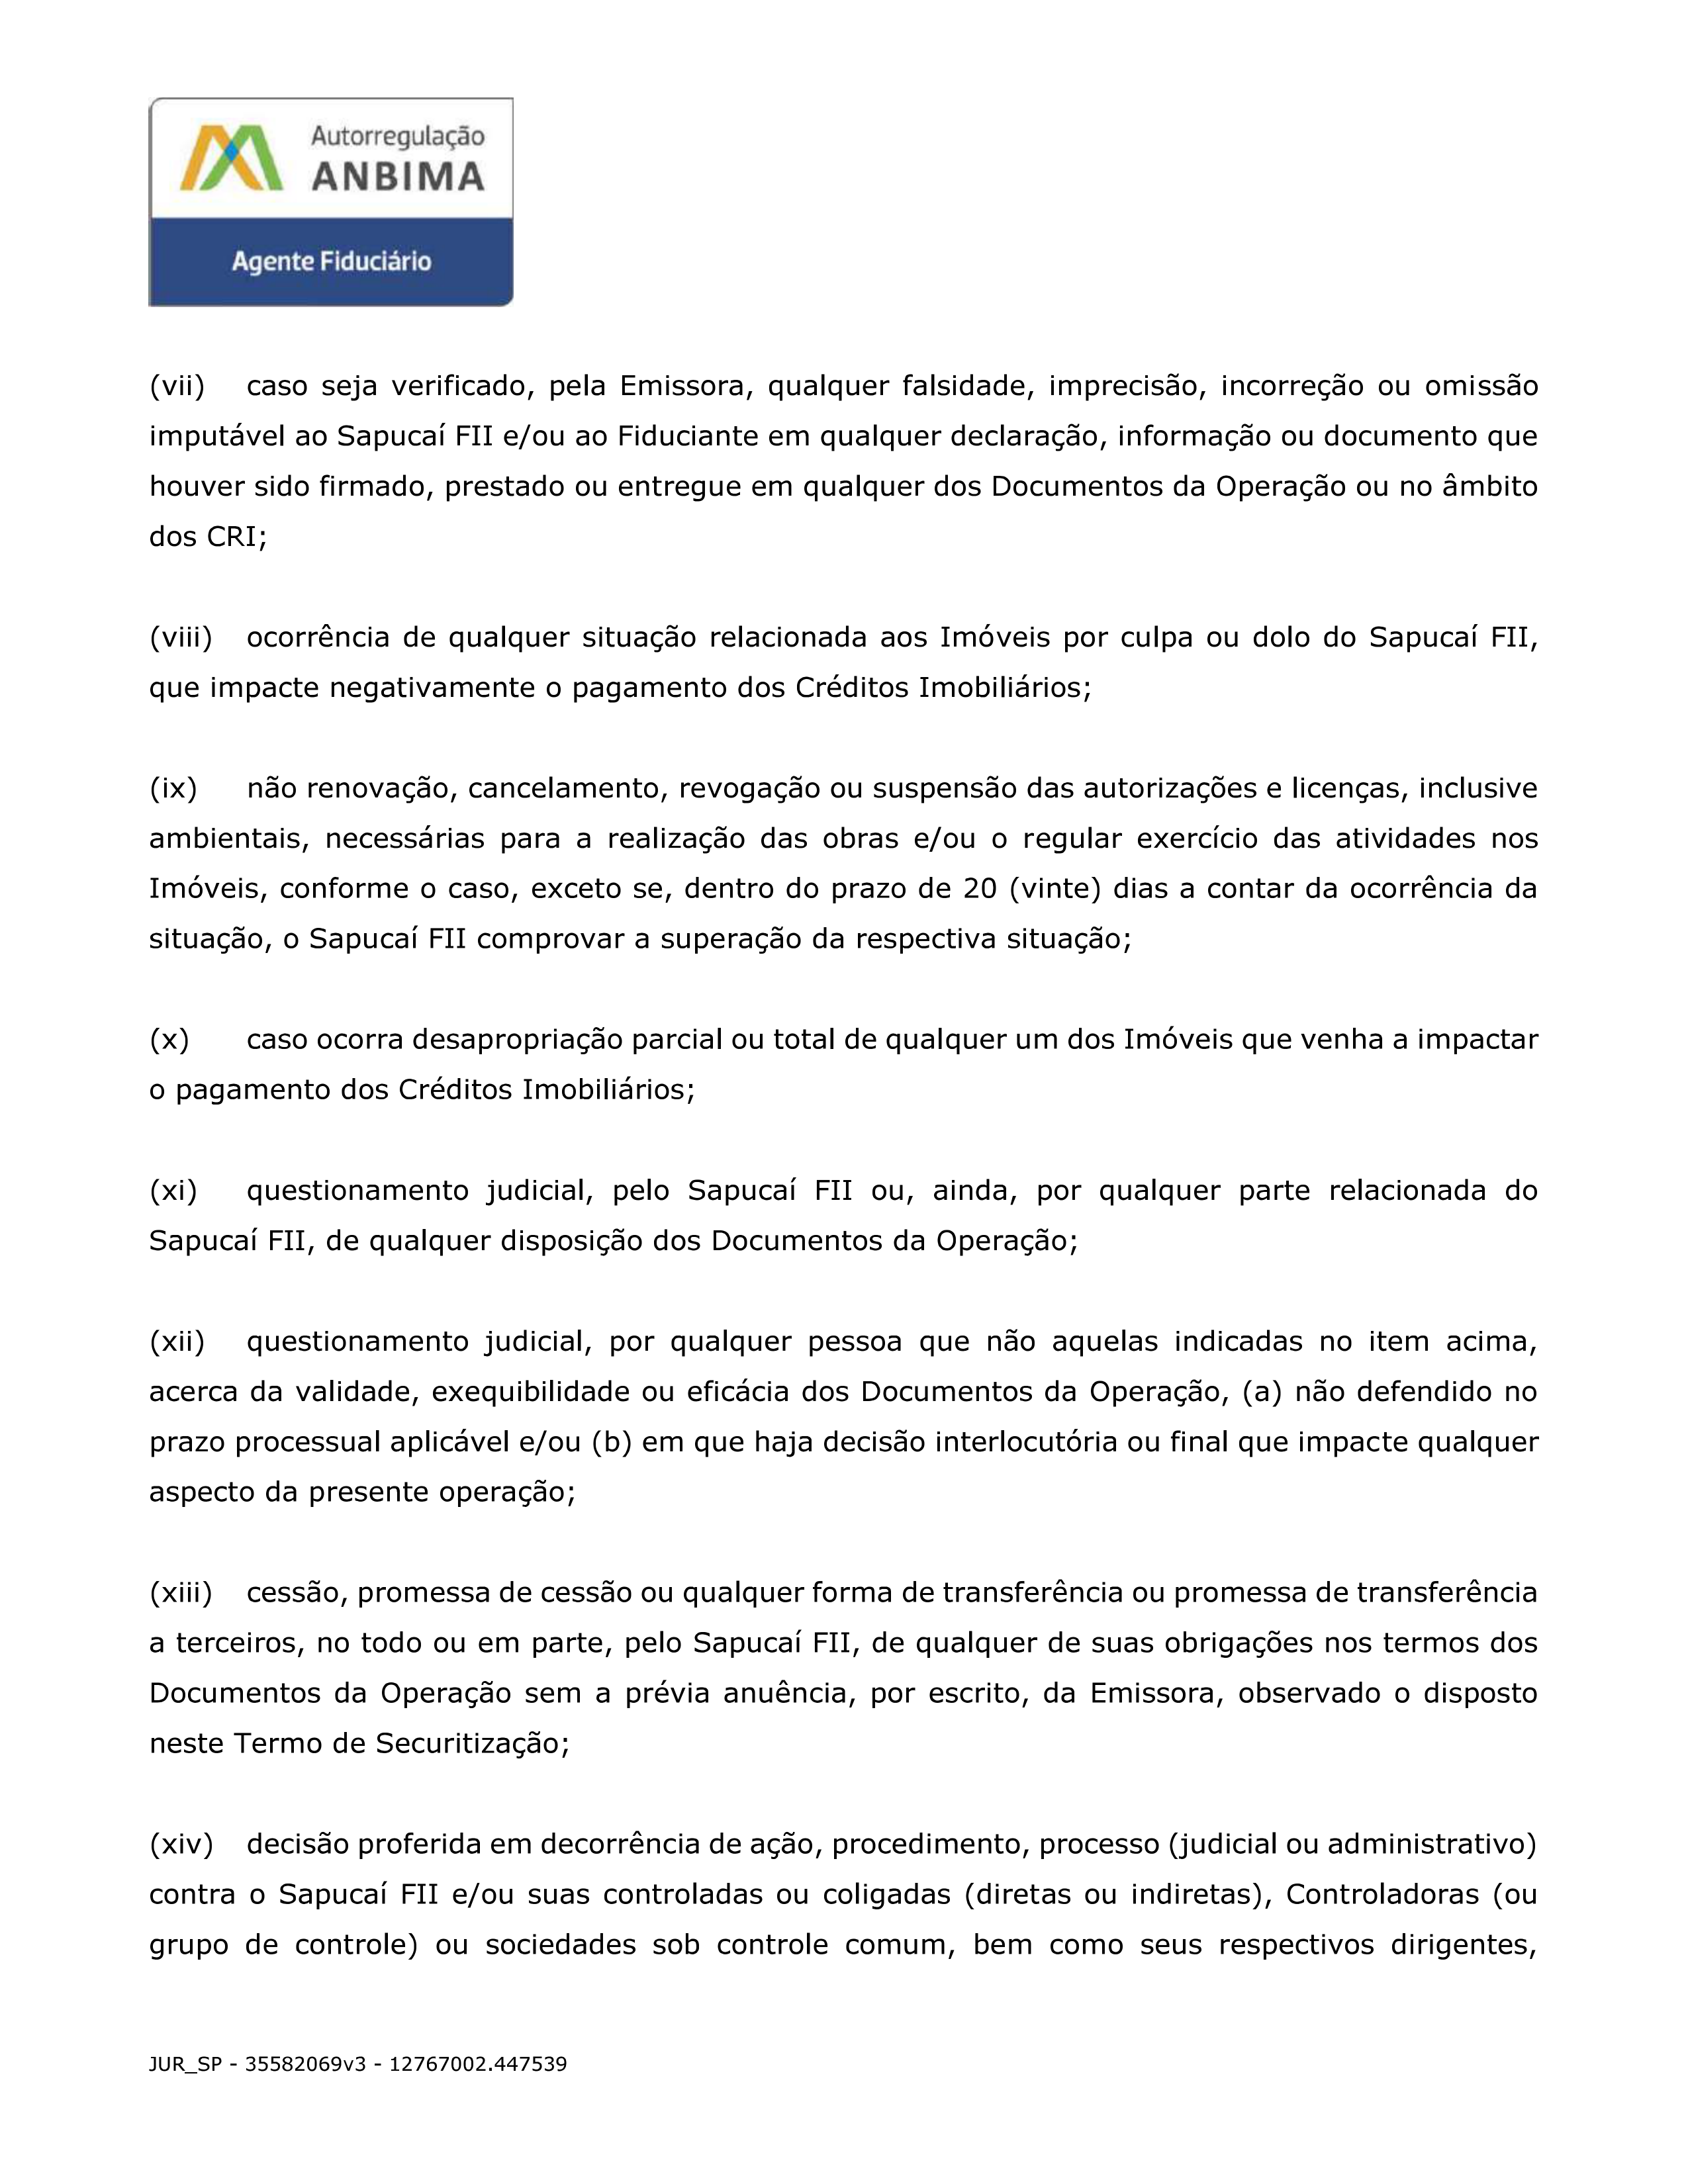 Autorregulação
ANBIMA
Agente Fiduciário
(vii) caso seja verificado, pela Emissora, qualquer falsidade, imprecisão, incorreção ou omissão
imputável ao Sapucaí FII e/ou ao Fiduciante em qualquer declaração, informação ou documento que
houver sido firmado, prestado ou entregue em qualquer dos Documentos da Operação ou no âmbito
dos CRI;
(viii) ocorrência de qualquer situação relacionada aos Imóveis por culpa ou dolo do Sapucaí FII,
que impacte negativamente o pagamento dos Créditos Imobiliários;
(ix) não renovação, cancelamento, revogação ou suspensão das autorizações e licenças, inclusive
ambientais, necessárias para a realização das obras e/ou o regular exercício das atividades nos
Imóveis, conforme o caso, exceto se, dentro do prazo de 20 (vinte) dias a contar da ocorrência da
situação, o Sapucaí FII comprovar a superação da respectiva situação;
(x) caso ocorra desapropriação parcial ou total de qualquer um dos Imóveis que venha a impactar
o pagamento dos Créditos Imobiliários;
(xi) questionamento judicial, pelo Sapucaí FII ou, ainda, por qualquer parte relacionada do
Sapucaí FII, de qualquer disposição dos Documentos da Operação;
(xii) questionamento judicial, por qualquer pessoa que não aquelas indicadas no item acima,
acerca da validade, exequibilidade ou eficácia dos Documentos da Operação, (a) não defendido no
prazo processual aplicável e/ou (b) em que haja decisão interlocutória ou final que impacte qualquer
aspecto da presente operação;
(xiii) cessão, promessa de cessão ou qualquer forma de transferência ou promessa de transferência
a terceiros, no todo ou em parte, pelo Sapucaí FII, de qualquer de suas obrigações nos termos dos
Documentos da Operação sem a prévia anuência, por escrito, da Emissora, observado o disposto
neste Termo de Securitização;
(xiv) decisão proferida em decorrência de ação, procedimento, processo (judicial ou administrativo)
contra o Sapucaí FII e/ou suas controladas ou coligadas (diretas ou indiretas), Controladoras (ou
grupo de controle) ou sociedades sob controle comum, bem como seus respectivos dirigentes,
JUR_SP - 35582069v3 - 12767002.447539